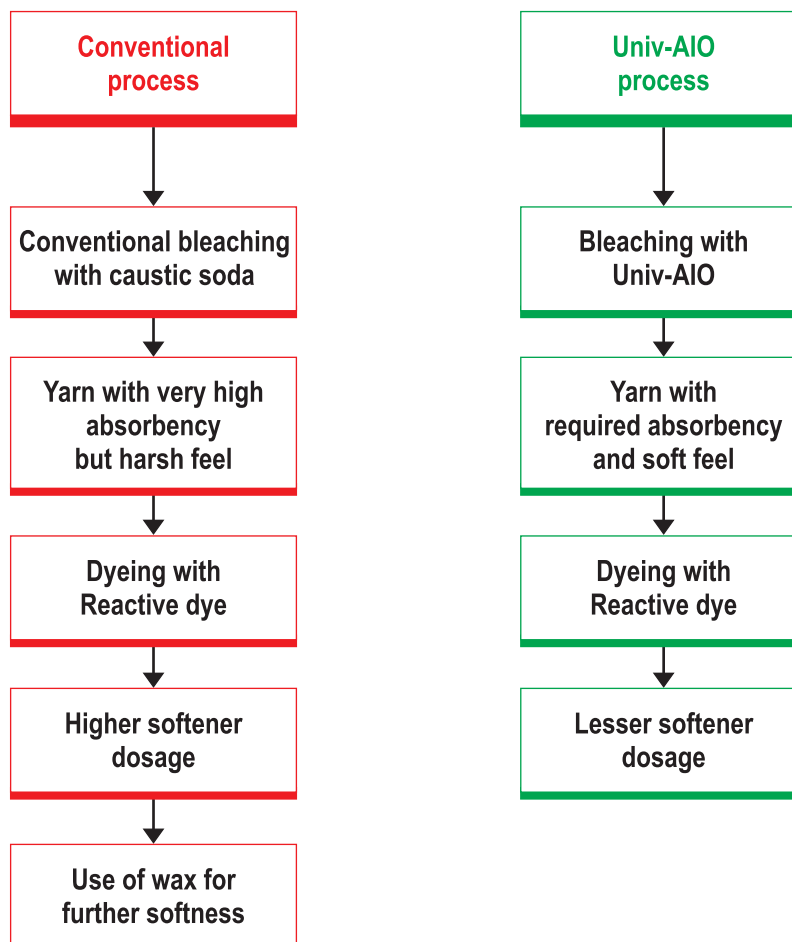 Conventional
process
Conventional bleaching
with caustic soda
Yarn with very high
absorbency
but harsh feel
Dyeing with
Reactive dye
Higher softener
dosage
Use of wax for
further softness
Univ-AIO
process
Bleaching with
Univ-AIO
Yarn with
required absorbency
and soft feel
Dyeing with
Reactive dye
Lesser softener
dosage